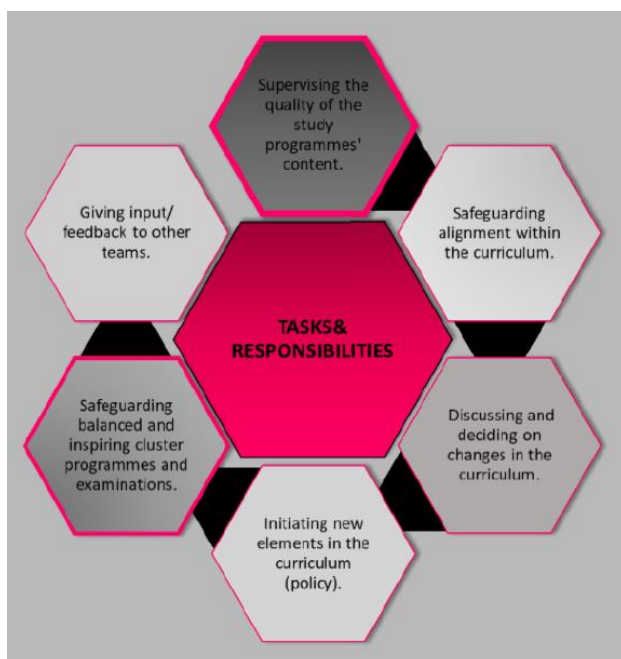 Supervising the
quality of the
study
programmes'
content.
Safeguarding
alignment within
the curriculum.
Discussing and
deciding on
changes in the
curriculum.
Initiating new
elements in the
curriculum
(policy).
Safeguarding
balanced and
inspiring cluster
programmes and
examinations.
Giving input/
feedback to other
teams.
TASKS&
RESPONSIBILITIES